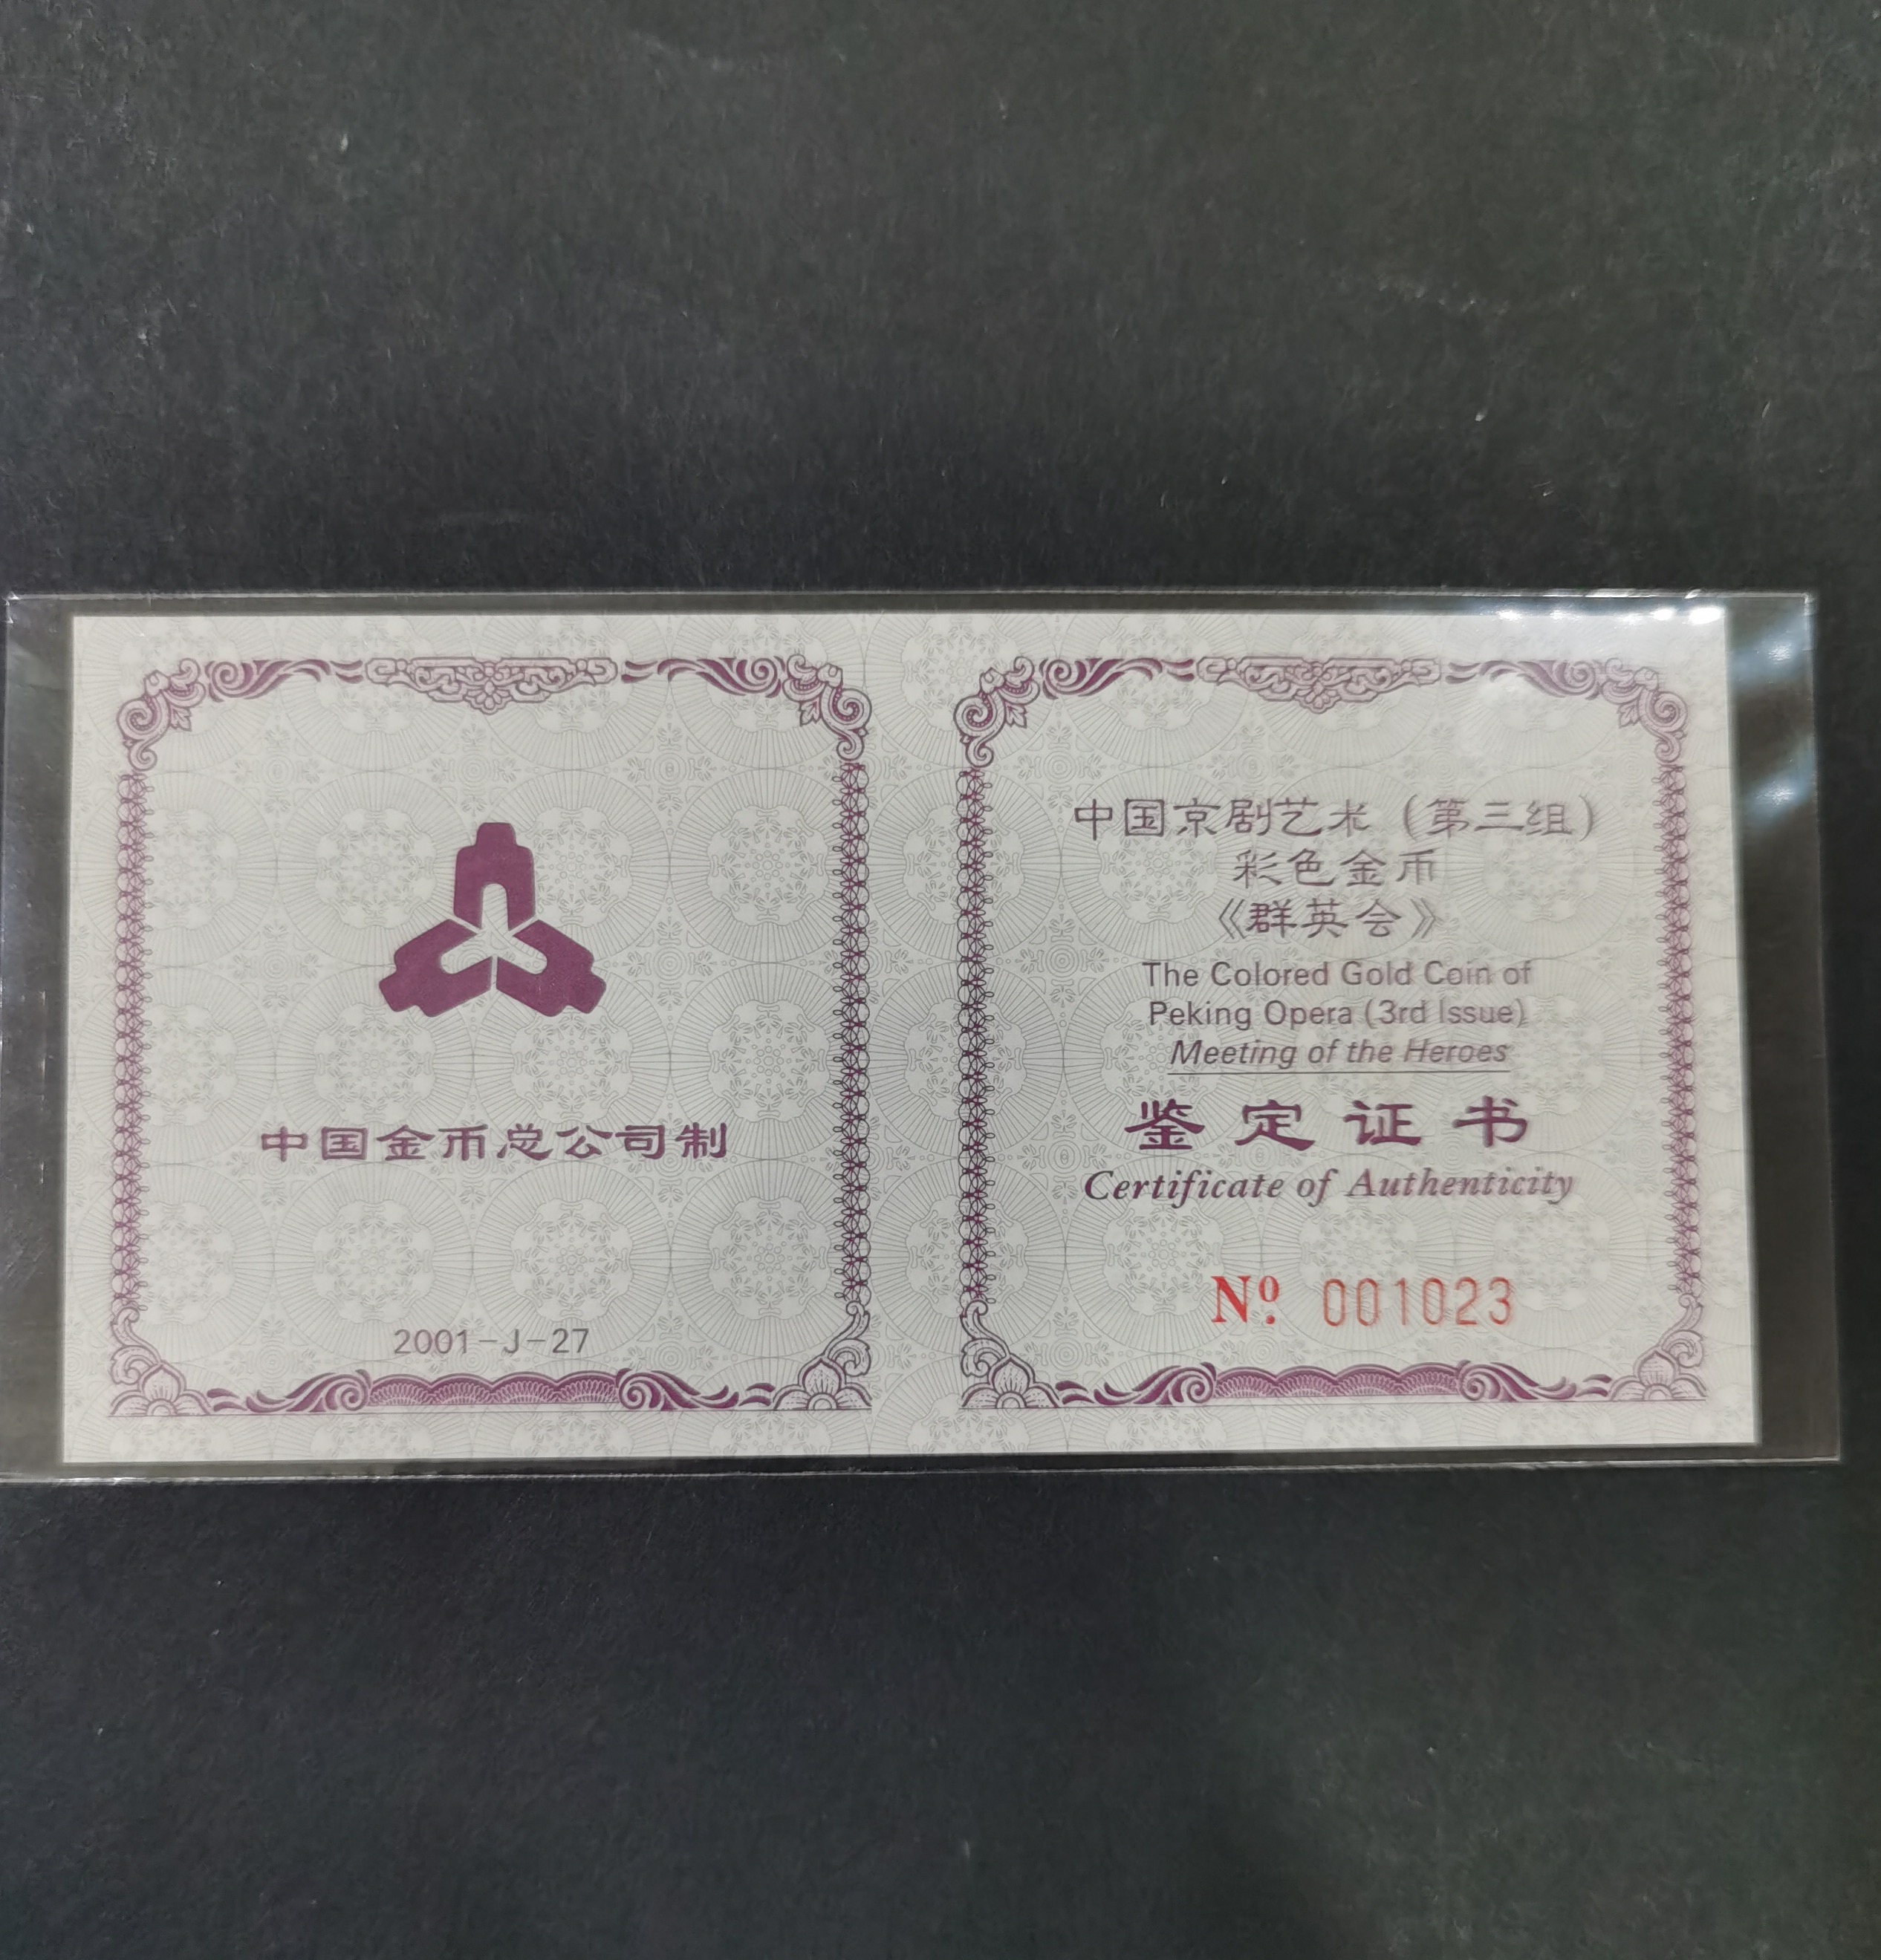 中国金币总公司制
2001-J-27
中国京剧艺术（第三组）
彩色金币
《群英会》
The Colored Gold Coin of
Peking Opera (3rd Issue)
Meeting of the Heroes
鉴定证书
Certificate of Authenticity
Nº 001023